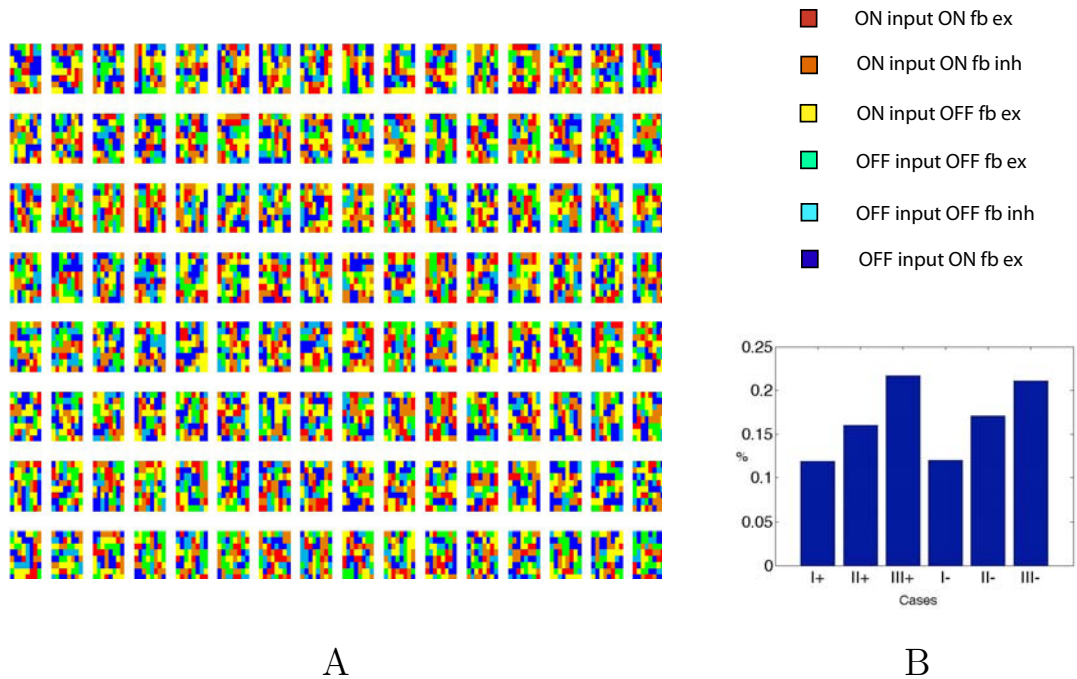 ON input ON fb ex
ON input ON fb inh
ON input OFF fb ex
OFF input OFF fb ex
OFF input OFF fb inh
OFF input ON fb ex
0.25
0.2
0.15
%
0.1
0.05
0
I+ II+ III+ I- II- III-
Cases
A B